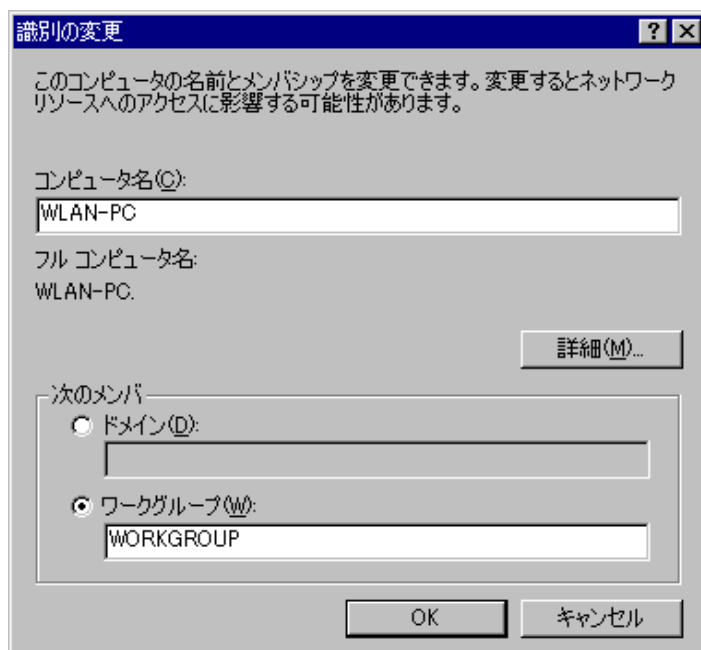 識別の変更
このコンピュータの名前とメンバシップを変更できます。変更するとネットワーク
リソースへのアクセスに影響する可能性があります。
コンピュータ名(C):
WLAN-PC
フル コンピュータ名:
WLAN-PC.
詳細(M)...
次のメンバ
ドメイン(D):
ワークグループ(W):
WORKGROUP
OK
キャンセル